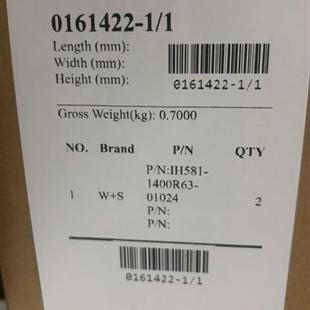 0161422-1/1
Length (mm):
Width (mm):
Height (mm):
0161422-1/1
Gross Weight(kg): 0.7000
NO. Brand P/N QTY
P/N:IH581-
1400R63-
1 W+S 01024 2
P/N:
P/N:
0161422-1/1